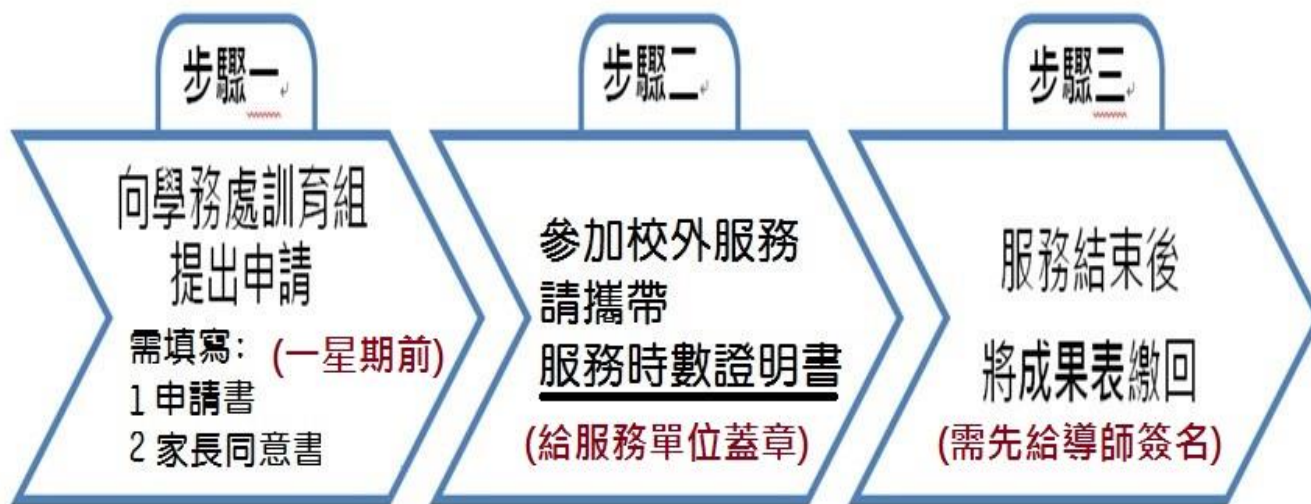 步驟一
向學務處訓育組
提出申請
需填寫: (一星期前)
1 申請書
2 家長同意書
步驟二
參加校外服務
請攜帶
服務時數證明書
(給服務單位蓋章)
步驟三
服務結束後
將成果表繳回
(需先給導師簽名)